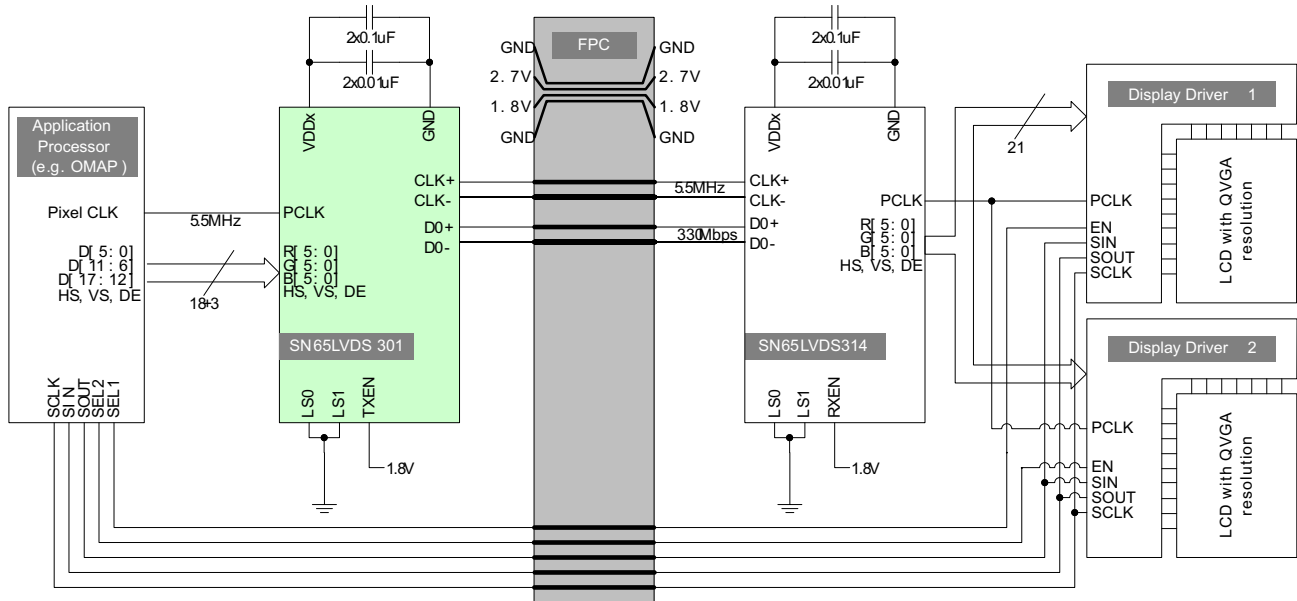 2x0.1uF
2x0.01uF
VDDx
GND
Application
Processor
(e.g. OMAP )
Pixel CLK
D[ 5: 0]
D[ 11: 6]
D[ 17: 12]
HS, VS, DE
SCLK
SIN
SOUT
SEL2
SEL1
5.5MHz
18+3
CLK+
CLK-
PCLK
D0+
D0-
R[ 5: 0]
G[ 5: 0]
B[ 5: 0]
HS, VS, DE
SN65LVDS 301
LS0
LS1
TXEN
1.8V
FPC
GND
2. 7V
1. 8V
GND
GND
2. 7V
1. 8V
GND
5.5MHz
330Mbps
2x0.1uF
2x0.01uF
VDDx
GND
CLK+
CLK-
PCLK
D0+
D0-
R[ 5: 0]
G[ 5: 0]
B[ 5: 0]
HS, VS, DE
SN65LVDS314
LS0
LS1
RXEN
1.8V
21
Display Driver 1
PCLK
EN
SIN
SOUT
SCLK
LCD with QVGA
resolution
Display Driver 2
PCLK
EN
SIN
SOUT
SCLK
LCD with QVGA
resolution